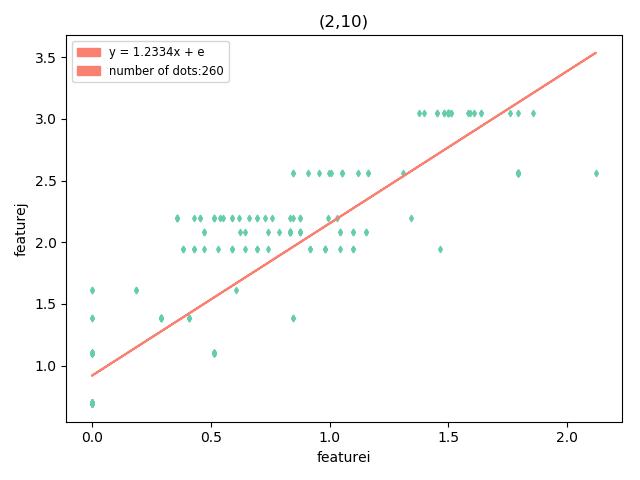 (2,10)
y = 1.2334x + e
number of dots:260
3.5
3.0
2.5
2.0
1.5
1.0
featurej
0.0 0.5 1.0 1.5 2.0
featurei